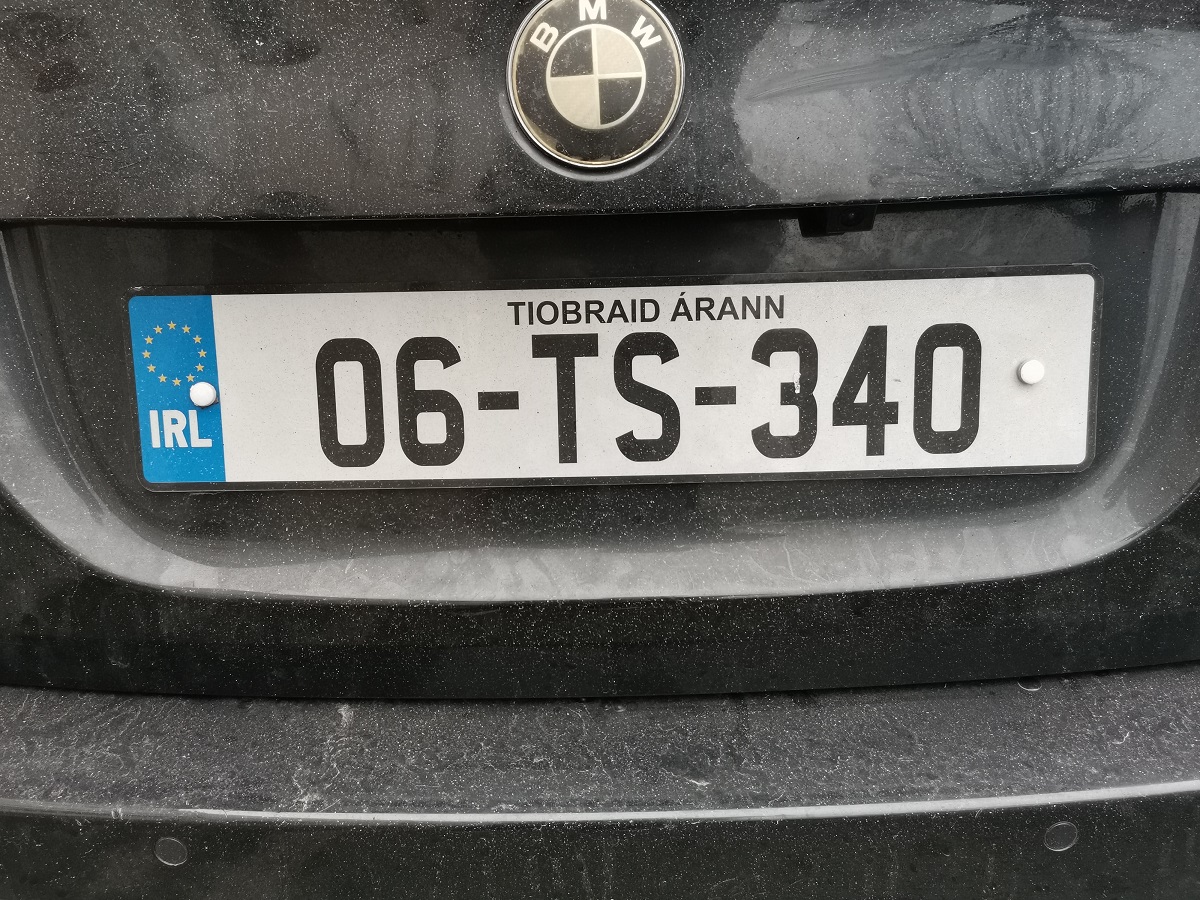 BMW
TIOBRAID ÁRANN
IRL
06-TS-340